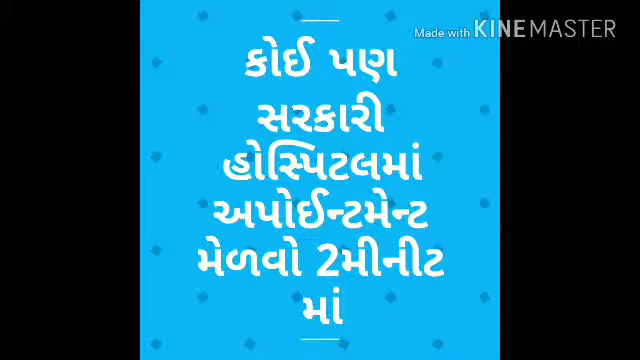 Made with KINEMASTER
કોઈ પણ
સરકારી
હોસ્પિટલમાં
અપોઈન્ટમેન્ટ
મેળવો 2મીનીટ
માં